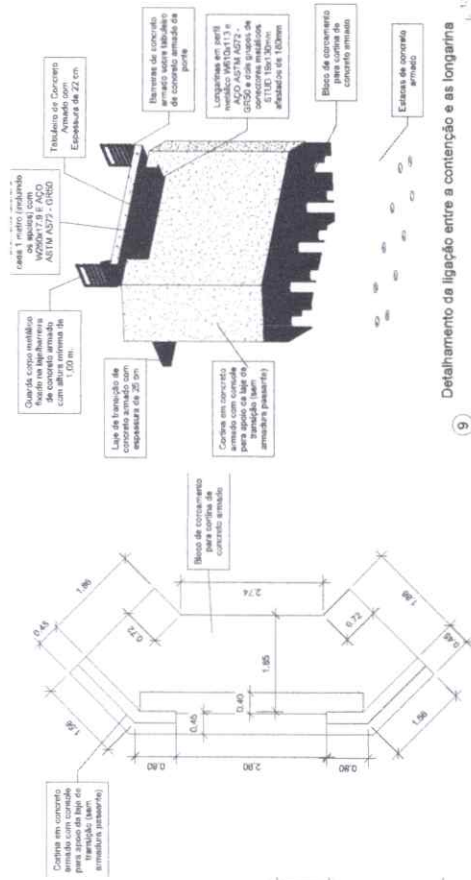 cada 1 metro (incluindo
os apoios) com
ASTM A572 - GR50
Tabuleiro de Concreto
Armado com
Espessura de 22 cm
Guarda corpo metálico
fixado na laje/barreira
de concreto armado
com altura mínima de
1,00 m.
Barreiras de concreto
armado sobre tabuleiro
de concreto armado da
ponte
Longarinas em perfil
metálico W610x113 e
AÇO ASTM A572 -
GR50 e dois grupos de
conectores metálicos
STUD 19x130mm
afastados de 180mm
Laje de transição de
concreto armado com
espessura de 25 cm
Cortina em concreto
armado com console
para apoio da laje de
transição (sem
armadura passante)
Bloco de coroamento
para cortina de
concreto armado
Estacas de concreto
armado
9
Detalhamento da ligação entre a contenção e as longarina
Cortina em concreto
armado com console
para apoio da laje de
transição (sem
armadura passante)
Bloco de coroamento
para cortina de
concreto armado
1.56
0.45
1.86
0.72
0.80
2.80
0.80
0.45
0.40
1.85
2.74
0.72
1.86
0.45
1.56